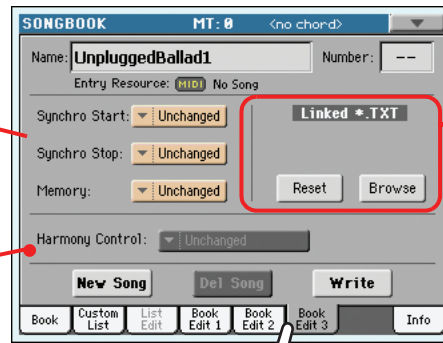 SONGBOOK MT:0 <no chord>
Name: UnpluggedBallad1 Number: --
Entry Resource: MIDI No Song
Synchro Start: Unchanged
Linked *.TXT
Synchro Stop: Unchanged
Memory: Unchanged
Reset Browse
Harmony Control: Unchanged
New Song Del Song Write
Book Custom List List Edit Book Edit 1 Book Edit 2 Book Edit 3 Info